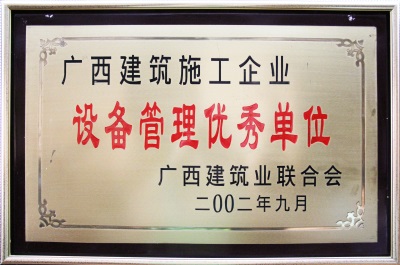 广西建筑施工企业
设备管理优秀单位
广西建筑业联合会
二00二年九月